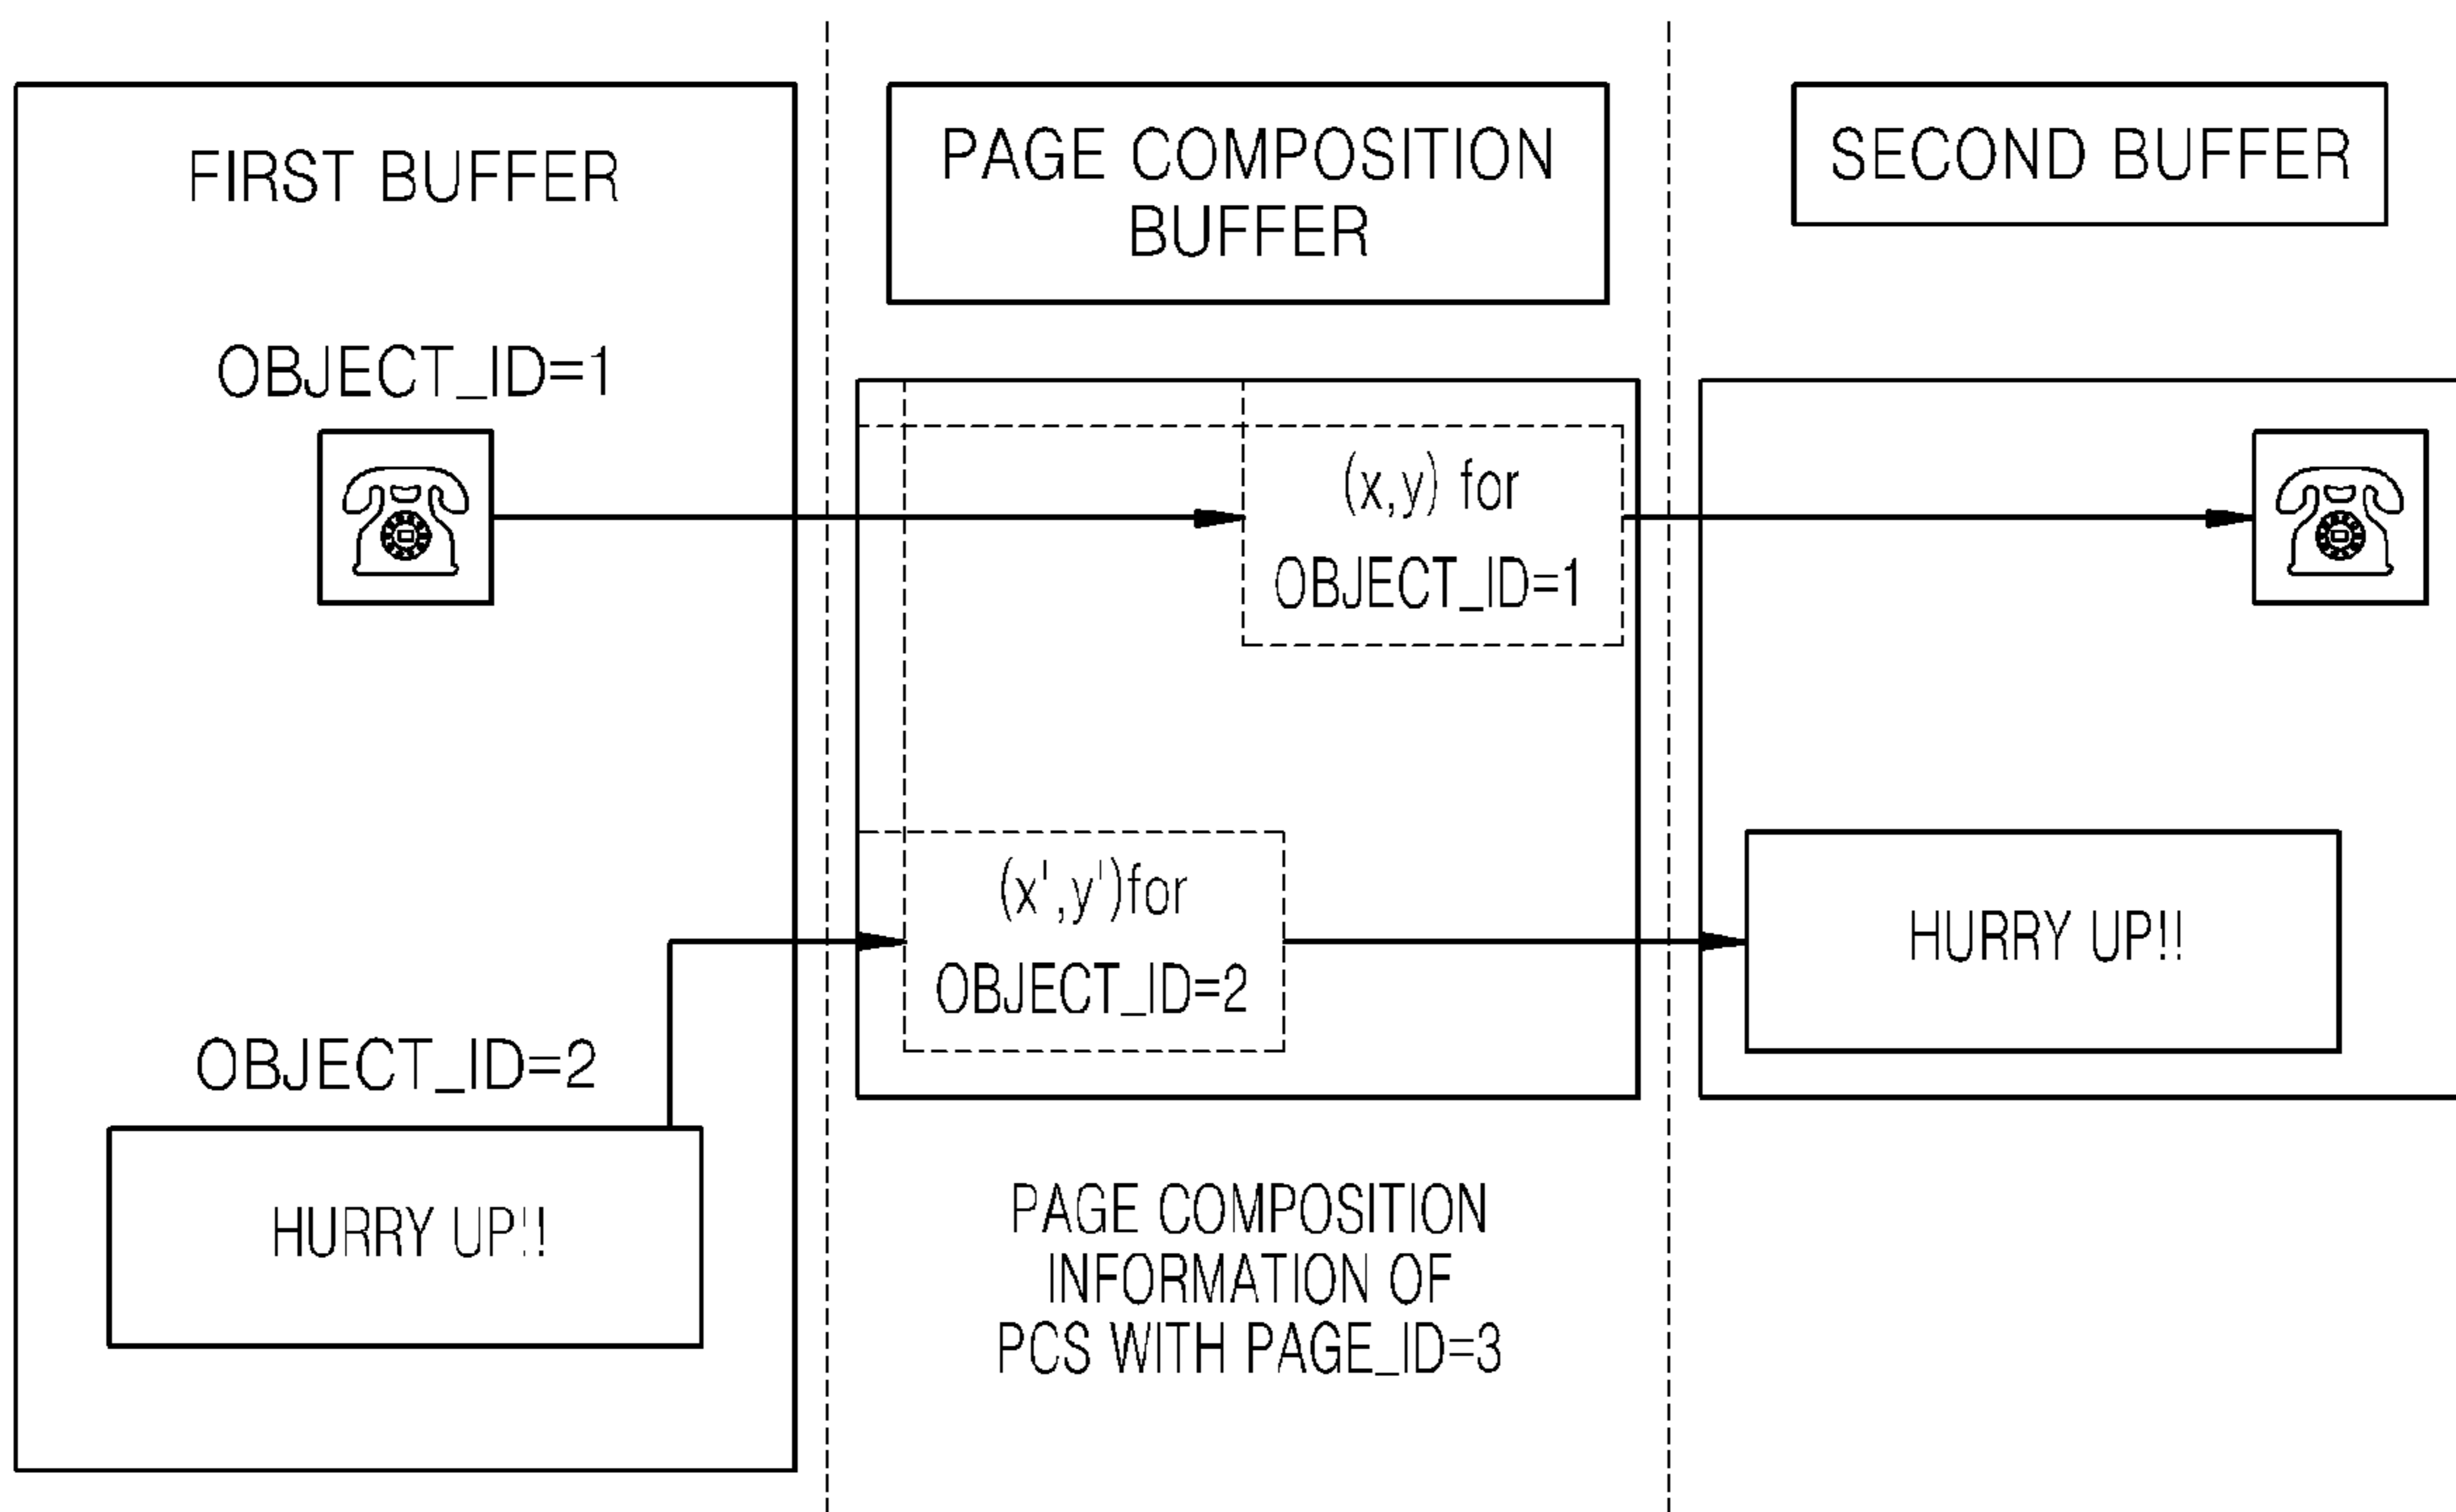 FIRST BUFFER
OBJECT_ID=1
OBJECT_ID=2
HURRY UP!!
PAGE COMPOSITION
BUFFER
(x,y) for
OBJECT_ID=1
(x',y')for
OBJECT_ID=2
PAGE COMPOSITION
INFORMATION OF
PCS WITH PAGE_ID=3
SECOND BUFFER
HURRY UP!!